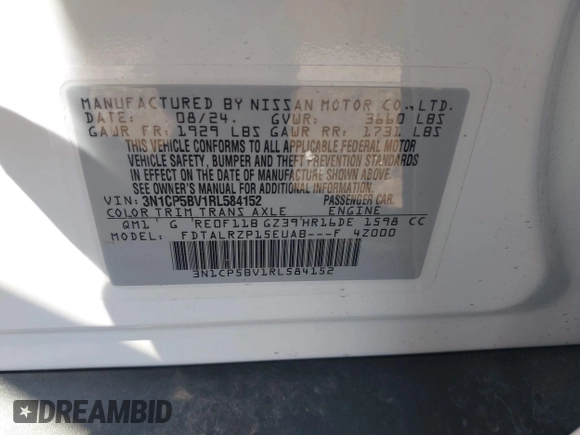 MANUFACTURED BY NISSAN MOTOR CO.,LTD.
DATE: 08/24. GVWR: 3660 LBS
GAWR FR: 1929 LBS GAWR RR: 1731 LBS
THIS VEHICLE CONFORMS TO ALL APPLICABLE FEDERAL MOTOR
VEHICLE SAFETY, BUMPER AND THEFT PREVENTION STANDARDS
IN EFFECT ON THE DATE OF MANUFACTURE SHOWN ABOVE.
SEE OWNER'S MANUAL FOR ADDITIONAL LOADING INFORMATION
VIN: 3N1CP5BV1RL584152 PASSENGER CAR.
COLOR TRIM TRANS AXLE ENGINE
QM1 G RE0F11B GZ39 HR16DE 1598 CC
MODEL: FDTALRZP15EUAB---F 4Z000
3N1CP5BV1RL584152
DREAMBID